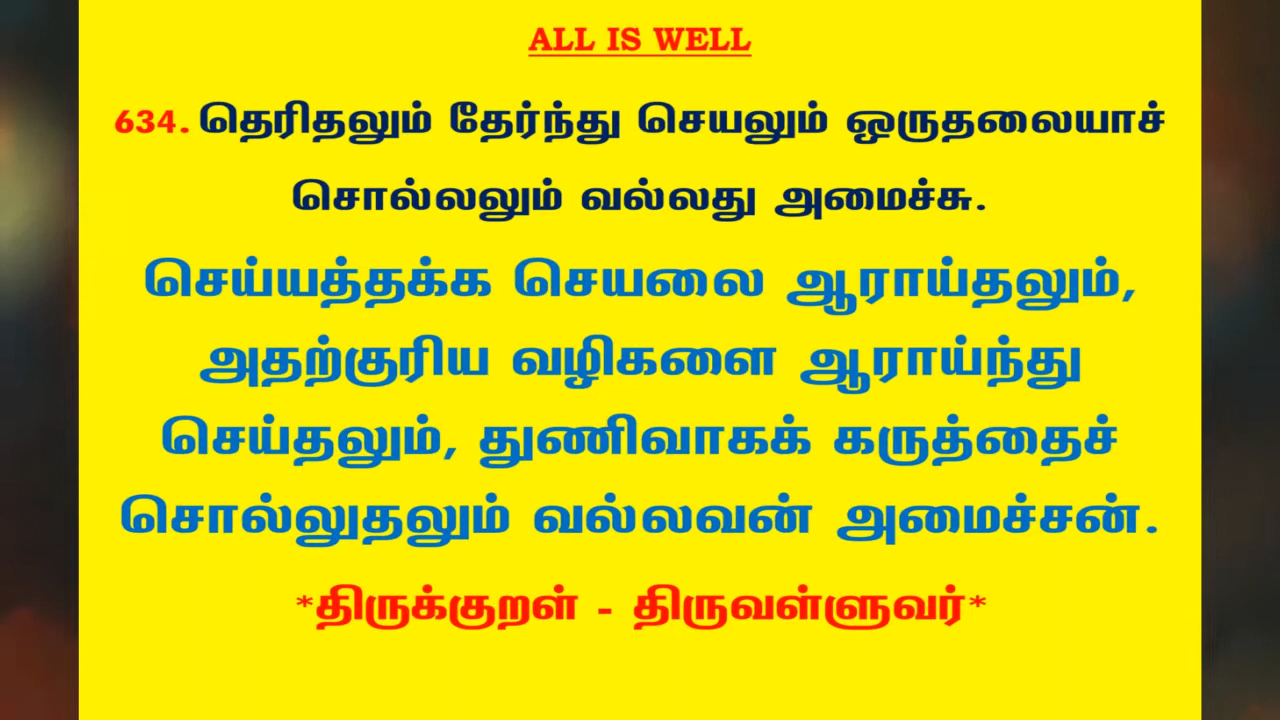 ALL IS WELL
634. தெரிதலும் தேர்ந்து செயலும் ஒருதலையாச்
சொல்லலும் வல்லது அமைச்சு.
செய்யத்தக்க செயலை ஆராய்தலும்,
அதற்குரிய வழிகளை ஆராய்ந்து
செய்தலும், துணிவாகக் கருத்தைச்
சொல்லுதலும் வல்லவன் அமைச்சன்.
*திருக்குறள் - திருவள்ளுவர்*